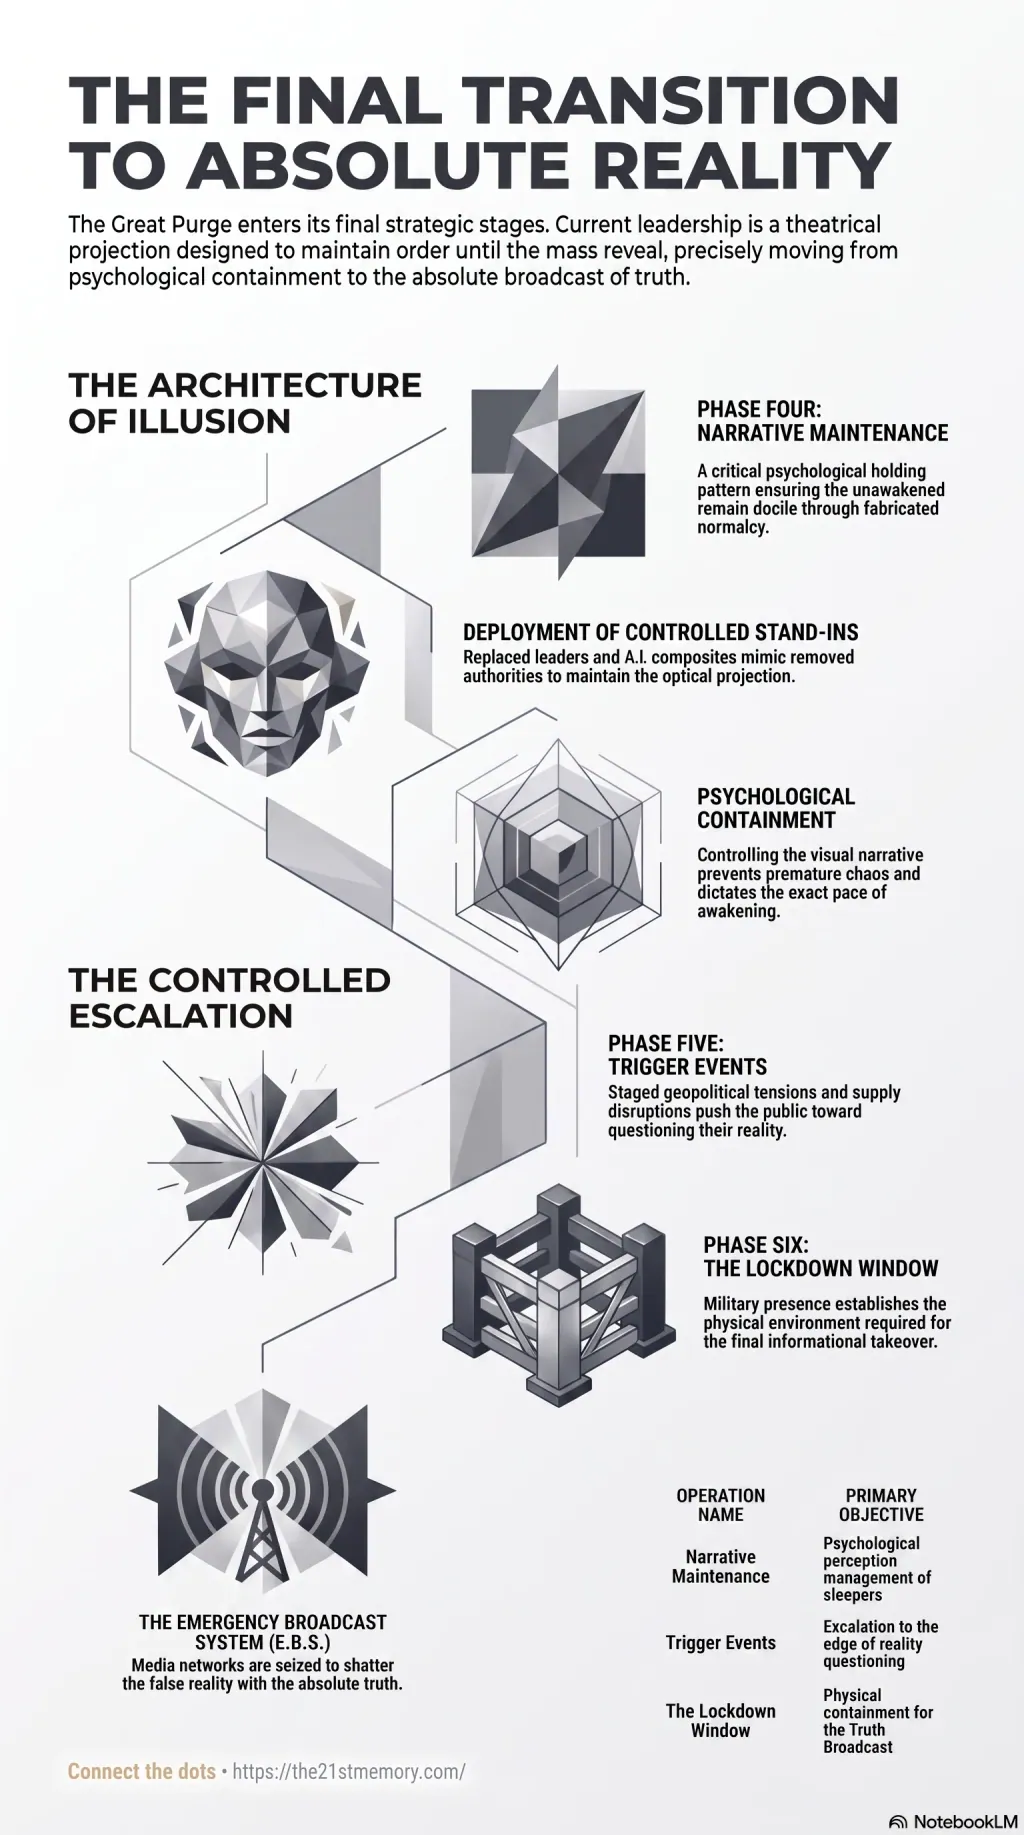 THE FINAL TRANSITION
TO ABSOLUTE REALITY
The Great Purge enters its final strategic stages. Current leadership is a theatrical
projection designed to maintain order until the mass reveal, precisely moving from
psychological containment to the absolute broadcast of truth.
THE ARCHITECTURE
OF ILLUSION
PHASE FOUR:
NARRATIVE MAINTENANCE
A critical psychological holding
pattern ensuring the unawakened
remain docile through fabricated
normalcy.
DEPLOYMENT OF CONTROLLED STAND-INS
Replaced leaders and A.I. composites mimic removed
authorities to maintain the optical projection.
PSYCHOLOGICAL
CONTAINMENT
Controlling the visual narrative
prevents premature chaos and
dictates the exact pace of
awakening.
THE CONTROLLED
ESCALATION
PHASE FIVE:
TRIGGER EVENTS
Staged geopolitical tensions and supply
disruptions push the public toward
questioning their reality.
PHASE SIX:
THE LOCKDOWN WINDOW
Military presence establishes the
physical environment required for
the final informational takeover.
THE EMERGENCY BROADCAST
SYSTEM (E.B.S.)
Media networks are seized to shatter
the false reality with the absolute truth.
OPERATION
NAME
PRIMARY
OBJECTIVE
Narrative
Maintenance
Psychological
perception
management of
sleepers
Trigger Events
Excalation to the
edge of reality
questioning
The Lockdown
Window
Physical
containment for
the Truth
Broadcast
Connect the dots • https://the21stmemory.com/
NotebookLM